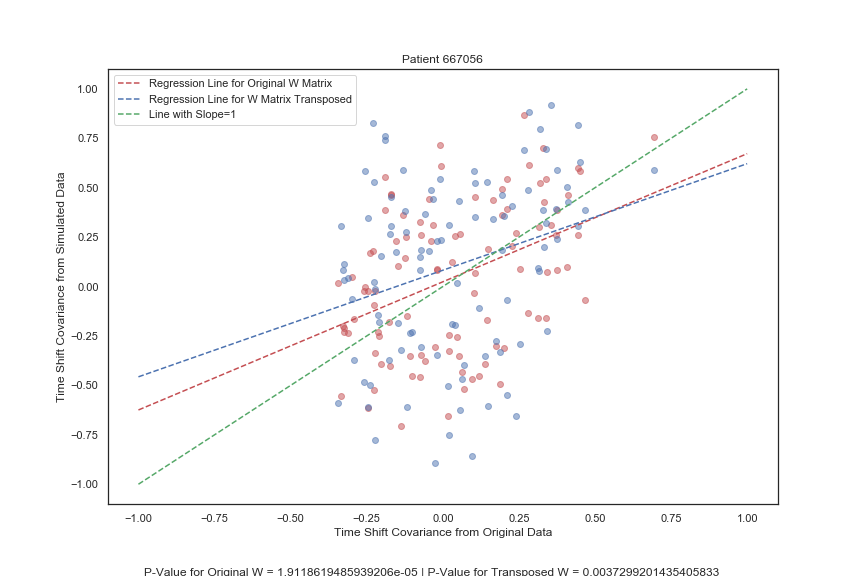 Patient 667056
Regression Line for Original W Matrix
Regression Line for W Matrix Transposed
Line with Slope=1
Time Shift Covariance from Simulated Data
1.00
0.75
0.50
0.25
0.00
−0.25
−0.50
−0.75
−1.00
−1.00 −0.75 −0.50 −0.25 0.00 0.25 0.50 0.75 1.00
Time Shift Covariance from Original Data
P-Value for Original W = 1.9118619485939206e-05 | P-Value for Transposed W = 0.0037299201435405833